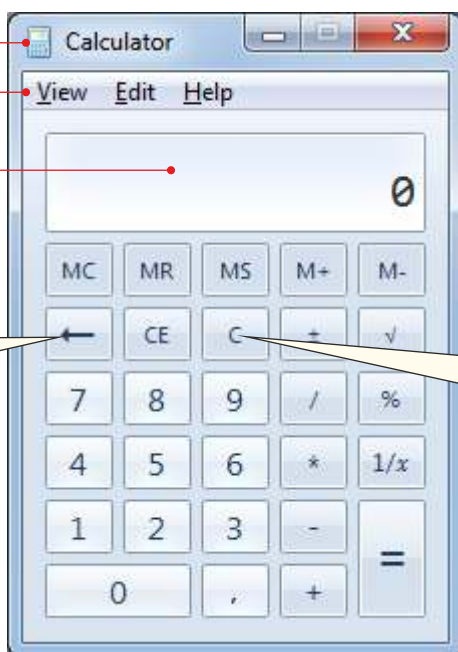 Calculator
View Edit Help
0
MC MR MS M+ M-
← CE C ± √
7 8 9 / %
4 5 6 * 1/x
1 2 3 - =
0 , +